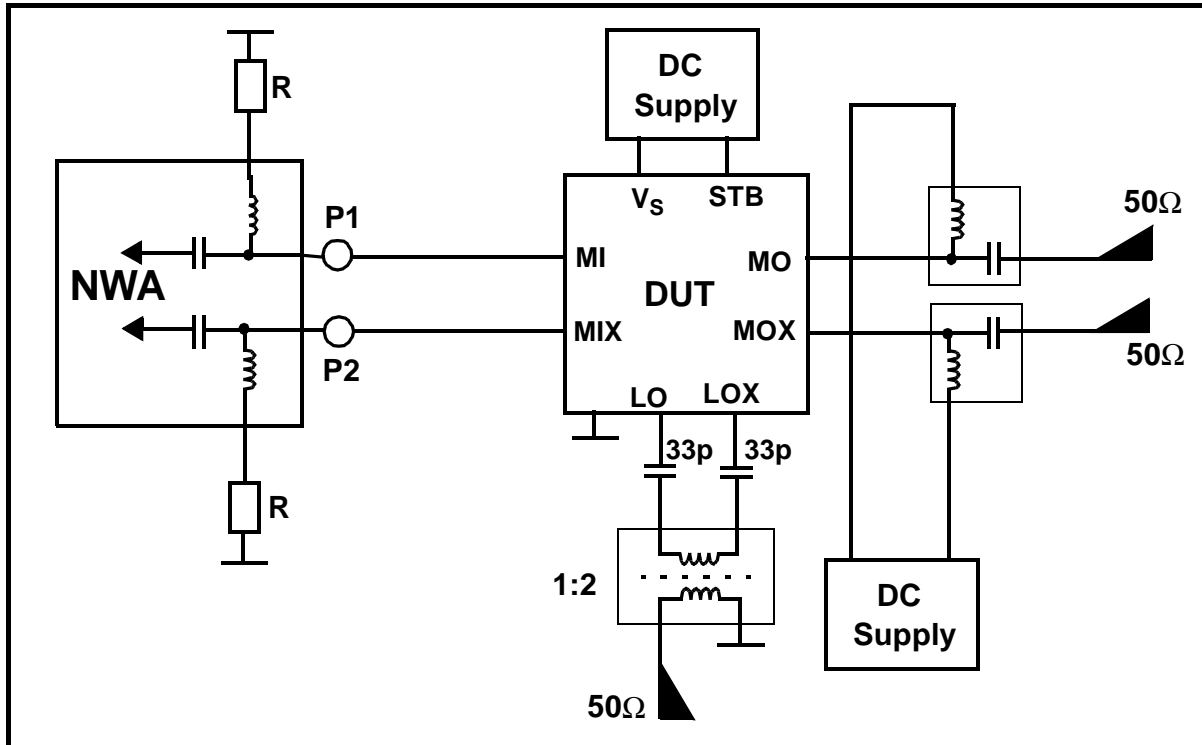 R
DC
Supply
P1
V_S STB
50Ω
MI
MO
NWA
DUT
MIX
MOX
P2
50Ω
LO LOX
33p 33p
R
1:2
DC
Supply
50Ω